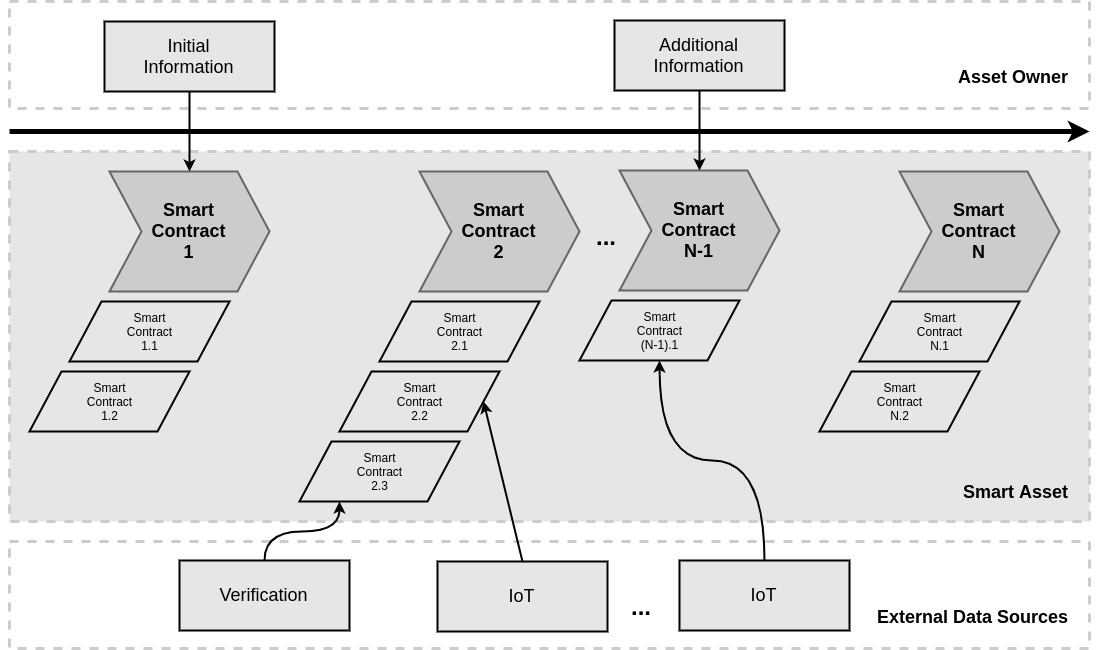 Initial
Information
Additional
Information
Asset Owner
Smart
Contract
1
Smart
Contract
2
...
Smart
Contract
N-1
Smart
Contract
N
Smart
Contract
1.1
Smart
Contract
2.1
Smart
Contract
(N-1).1
Smart
Contract
N.1
Smart
Contract
1.2
Smart
Contract
2.2
Smart
Contract
N.2
Smart
Contract
2.3
Smart Asset
Verification
IoT
...
IoT
External Data Sources